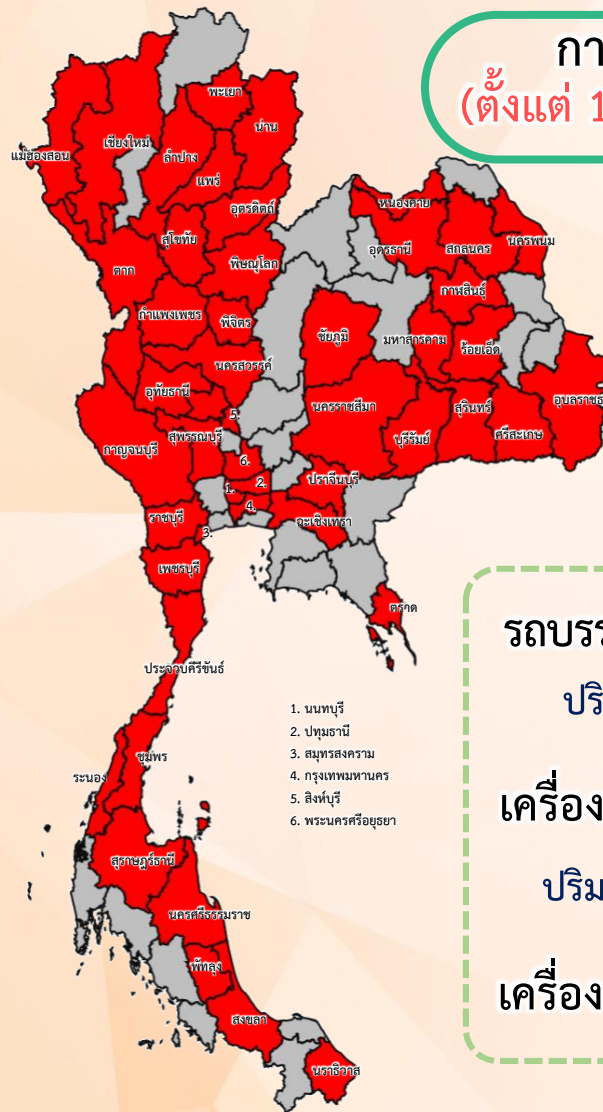 กา
(ตั้งแต่ 1
พะเยา
น่าน
เชียงใหม่
แม่ฮ่องสอน
ลำปาง
แพร่
อุตรดิตถ์
หนองคาย
สุโขทัย
อุดรธานี
สกลนคร
นครพนม
ตาก
พิษณุโลก
กาฬสินธุ์
กำแพงเพชร
พิจิตร
ชัยภูมิ
มหาสารคาม
ร้อยเอ็ด
นครสวรรค์
อุทัยธานี
นครราชสีมา
สุรินทร์
อุบลราชธ
5.
สุพรรณบุรี
บุรีรัมย์
ศรีสะเกษ
กาญจนบุรี
6.
ปราจีนบุรี
1.
2.
4.
ราชบุรี
ฉะเชิงเทรา
3.
เพชรบุรี
ตราด
ประจวบคีรีขันธ์
1. นนทบุรี
2. ปทุมธานี
3. สมุทรสงคราม
4. กรุงเทพมหานคร
5. สิงห์บุรี
6. พระนครศรีอยุธยา
ชุมพร
ระนอง
สุราษฎร์ธานี
นครศรีธรรมราช
พัทลุง
สงขลา
นราธิวาส
รถบรร
ปริ
เครื่อง
ปริม
เครื่อง